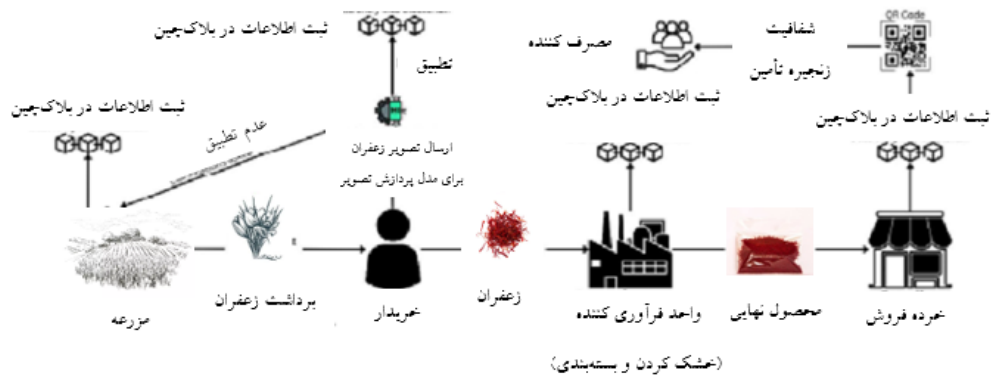 QR Code
ثبت اطلاعات در بلاک‌چین
شفافیت
مصرف کننده
تطبیق
زنجیره تأمین
ثبت اطلاعات در بلاک‌چین
ثبت اطلاعات در بلاک‌چین
ثبت اطلاعات در بلاک‌چین
عدم تطبیق
ارسال تصویر زعفران
برای مدل پردازش تصویر
مزرعه
برداشت زعفران
خریدار
زعفران
واحد فرآوری کننده
محصول نهایی
خرده فروش
(خشک کردن و بسته‌بندی)